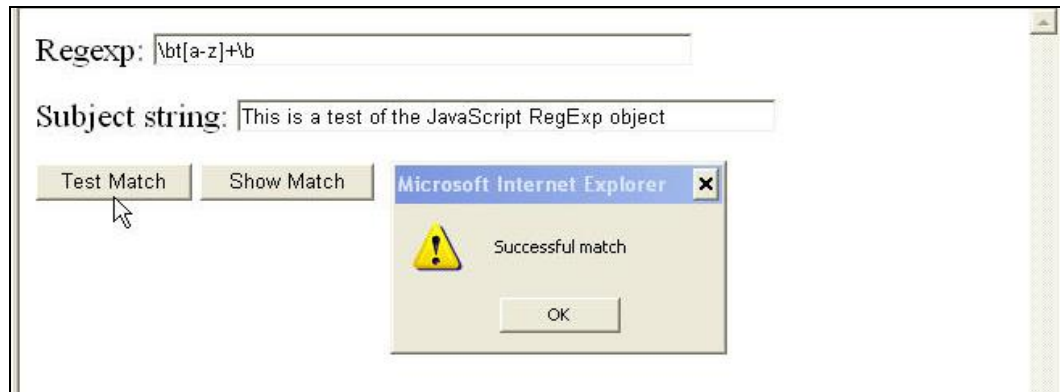 Regexp: \bt[a-z]+\b
Subject string: This is a test of the JavaScript RegExp object
Test Match Show Match
Microsoft Internet Explorer
Successful match
OK